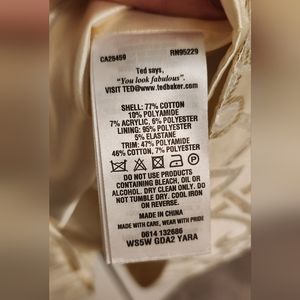 CA25459 RN95229
Ted says,
"You look fabulous".
VISIT TED@www.tedbaker.com
SHELL: 77% COTTON
10% POLYAMIDE
7% ACRYLIC, 6% POLYESTER
LINING: 95% POLYESTER
5% ELASTANE
TRIM: 47% POLYAMIDE
46% COTTON, 7% POLYESTER
DO NOT USE PRODUCTS
CONTAINING BLEACH, OIL OR
ALCOHOL. DRY CLEAN ONLY. DO
NOT TUMBLE DRY. COOL IRON
ON REVERSE.
MADE IN CHINA
MADE WITH CARE, WEAR WITH PRIDE
0614 132686
WS5W GDA2 YARA